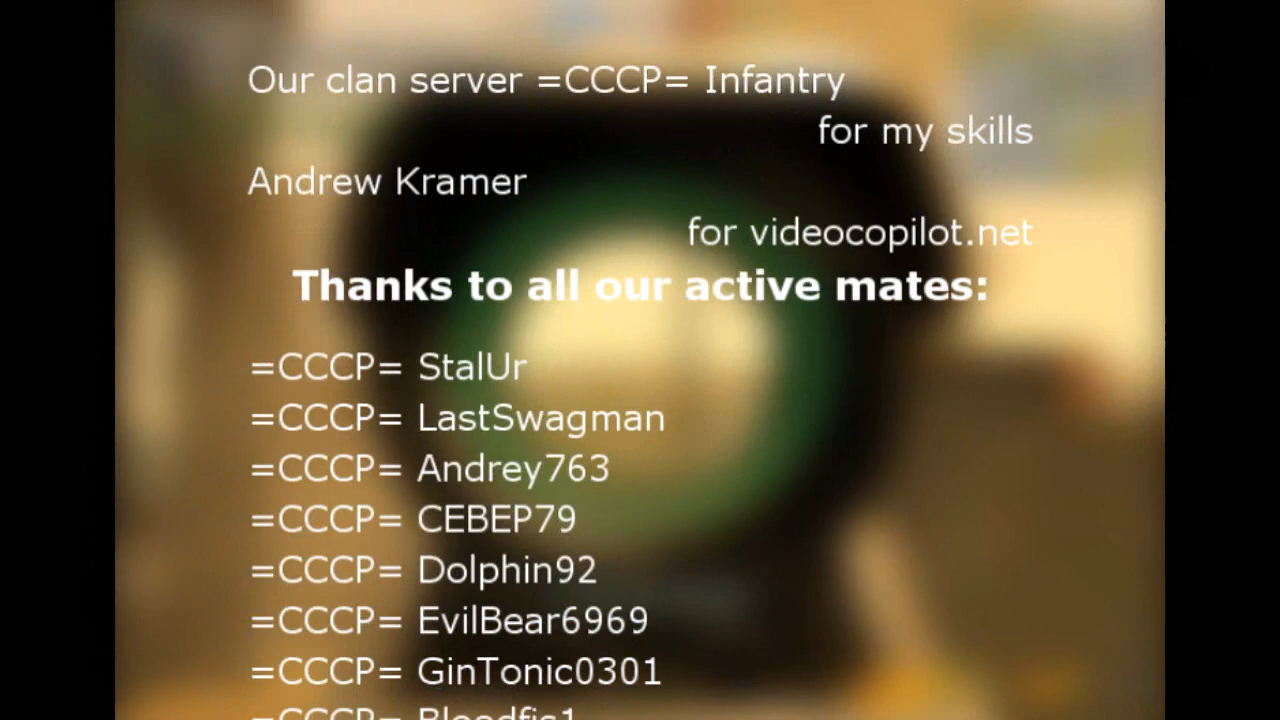 Our clan server =CCCP= Infantry
for my skills
Andrew Kramer
for videocopilot.net
Thanks to all our active mates:
=CCCP= StalUr
=CCCP= LastSwagman
=CCCP= Andrey763
=CCCP= CEBEP79
=CCCP= Dolphin92
=CCCP= EvilBear6969
=CCCP= GinTonic0301
=CCCP=